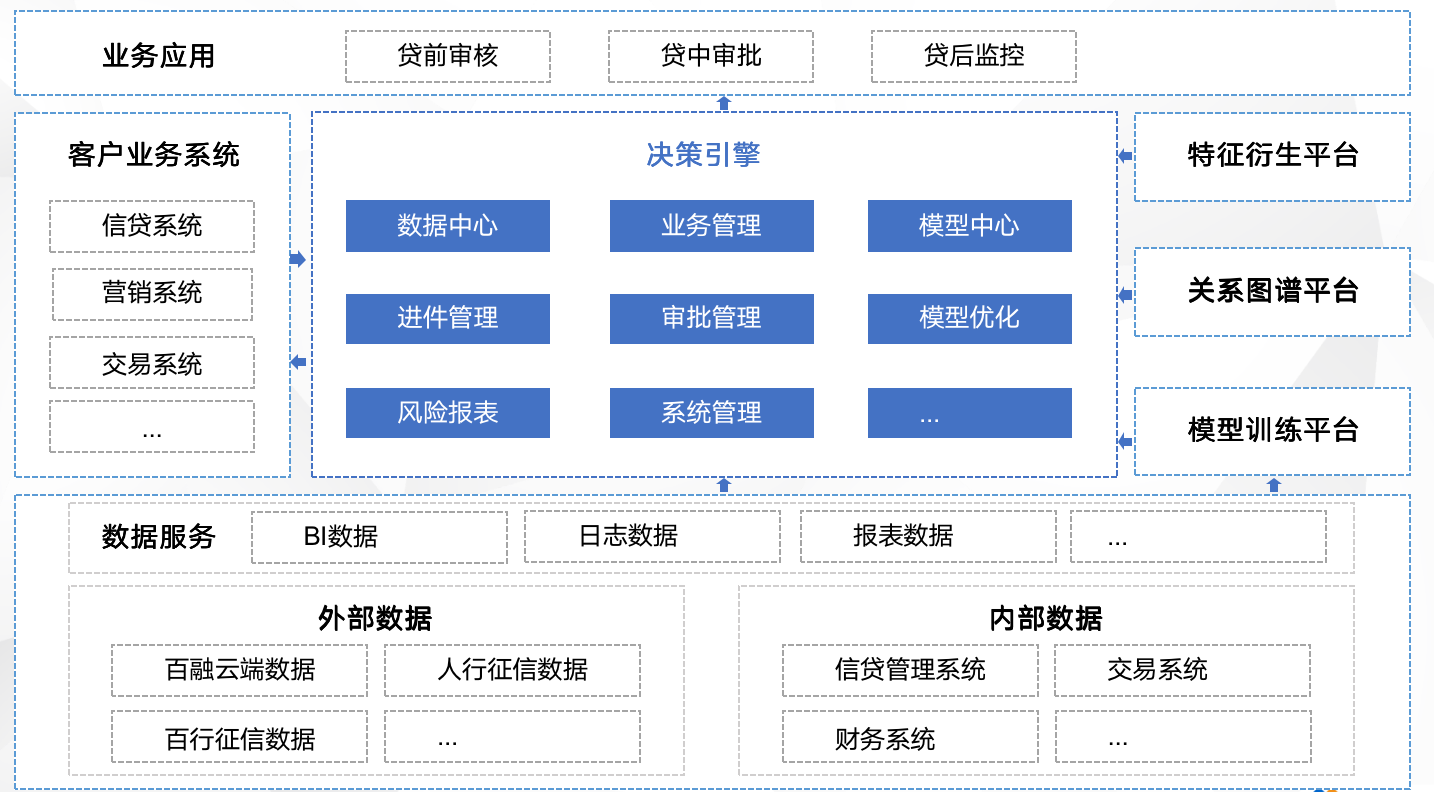 业务应用
贷前审核
贷中审批
贷后监控
客户业务系统
信贷系统
营销系统
交易系统
...
决策引擎
数据中心
业务管理
模型中心
进件管理
审批管理
模型优化
风险报表
系统管理
...
特征衍生平台
关系图谱平台
模型训练平台
数据服务
BI数据
日志数据
报表数据
...
外部数据
百融云端数据
人行征信数据
百行征信数据
...
内部数据
信贷管理系统
交易系统
财务系统
...